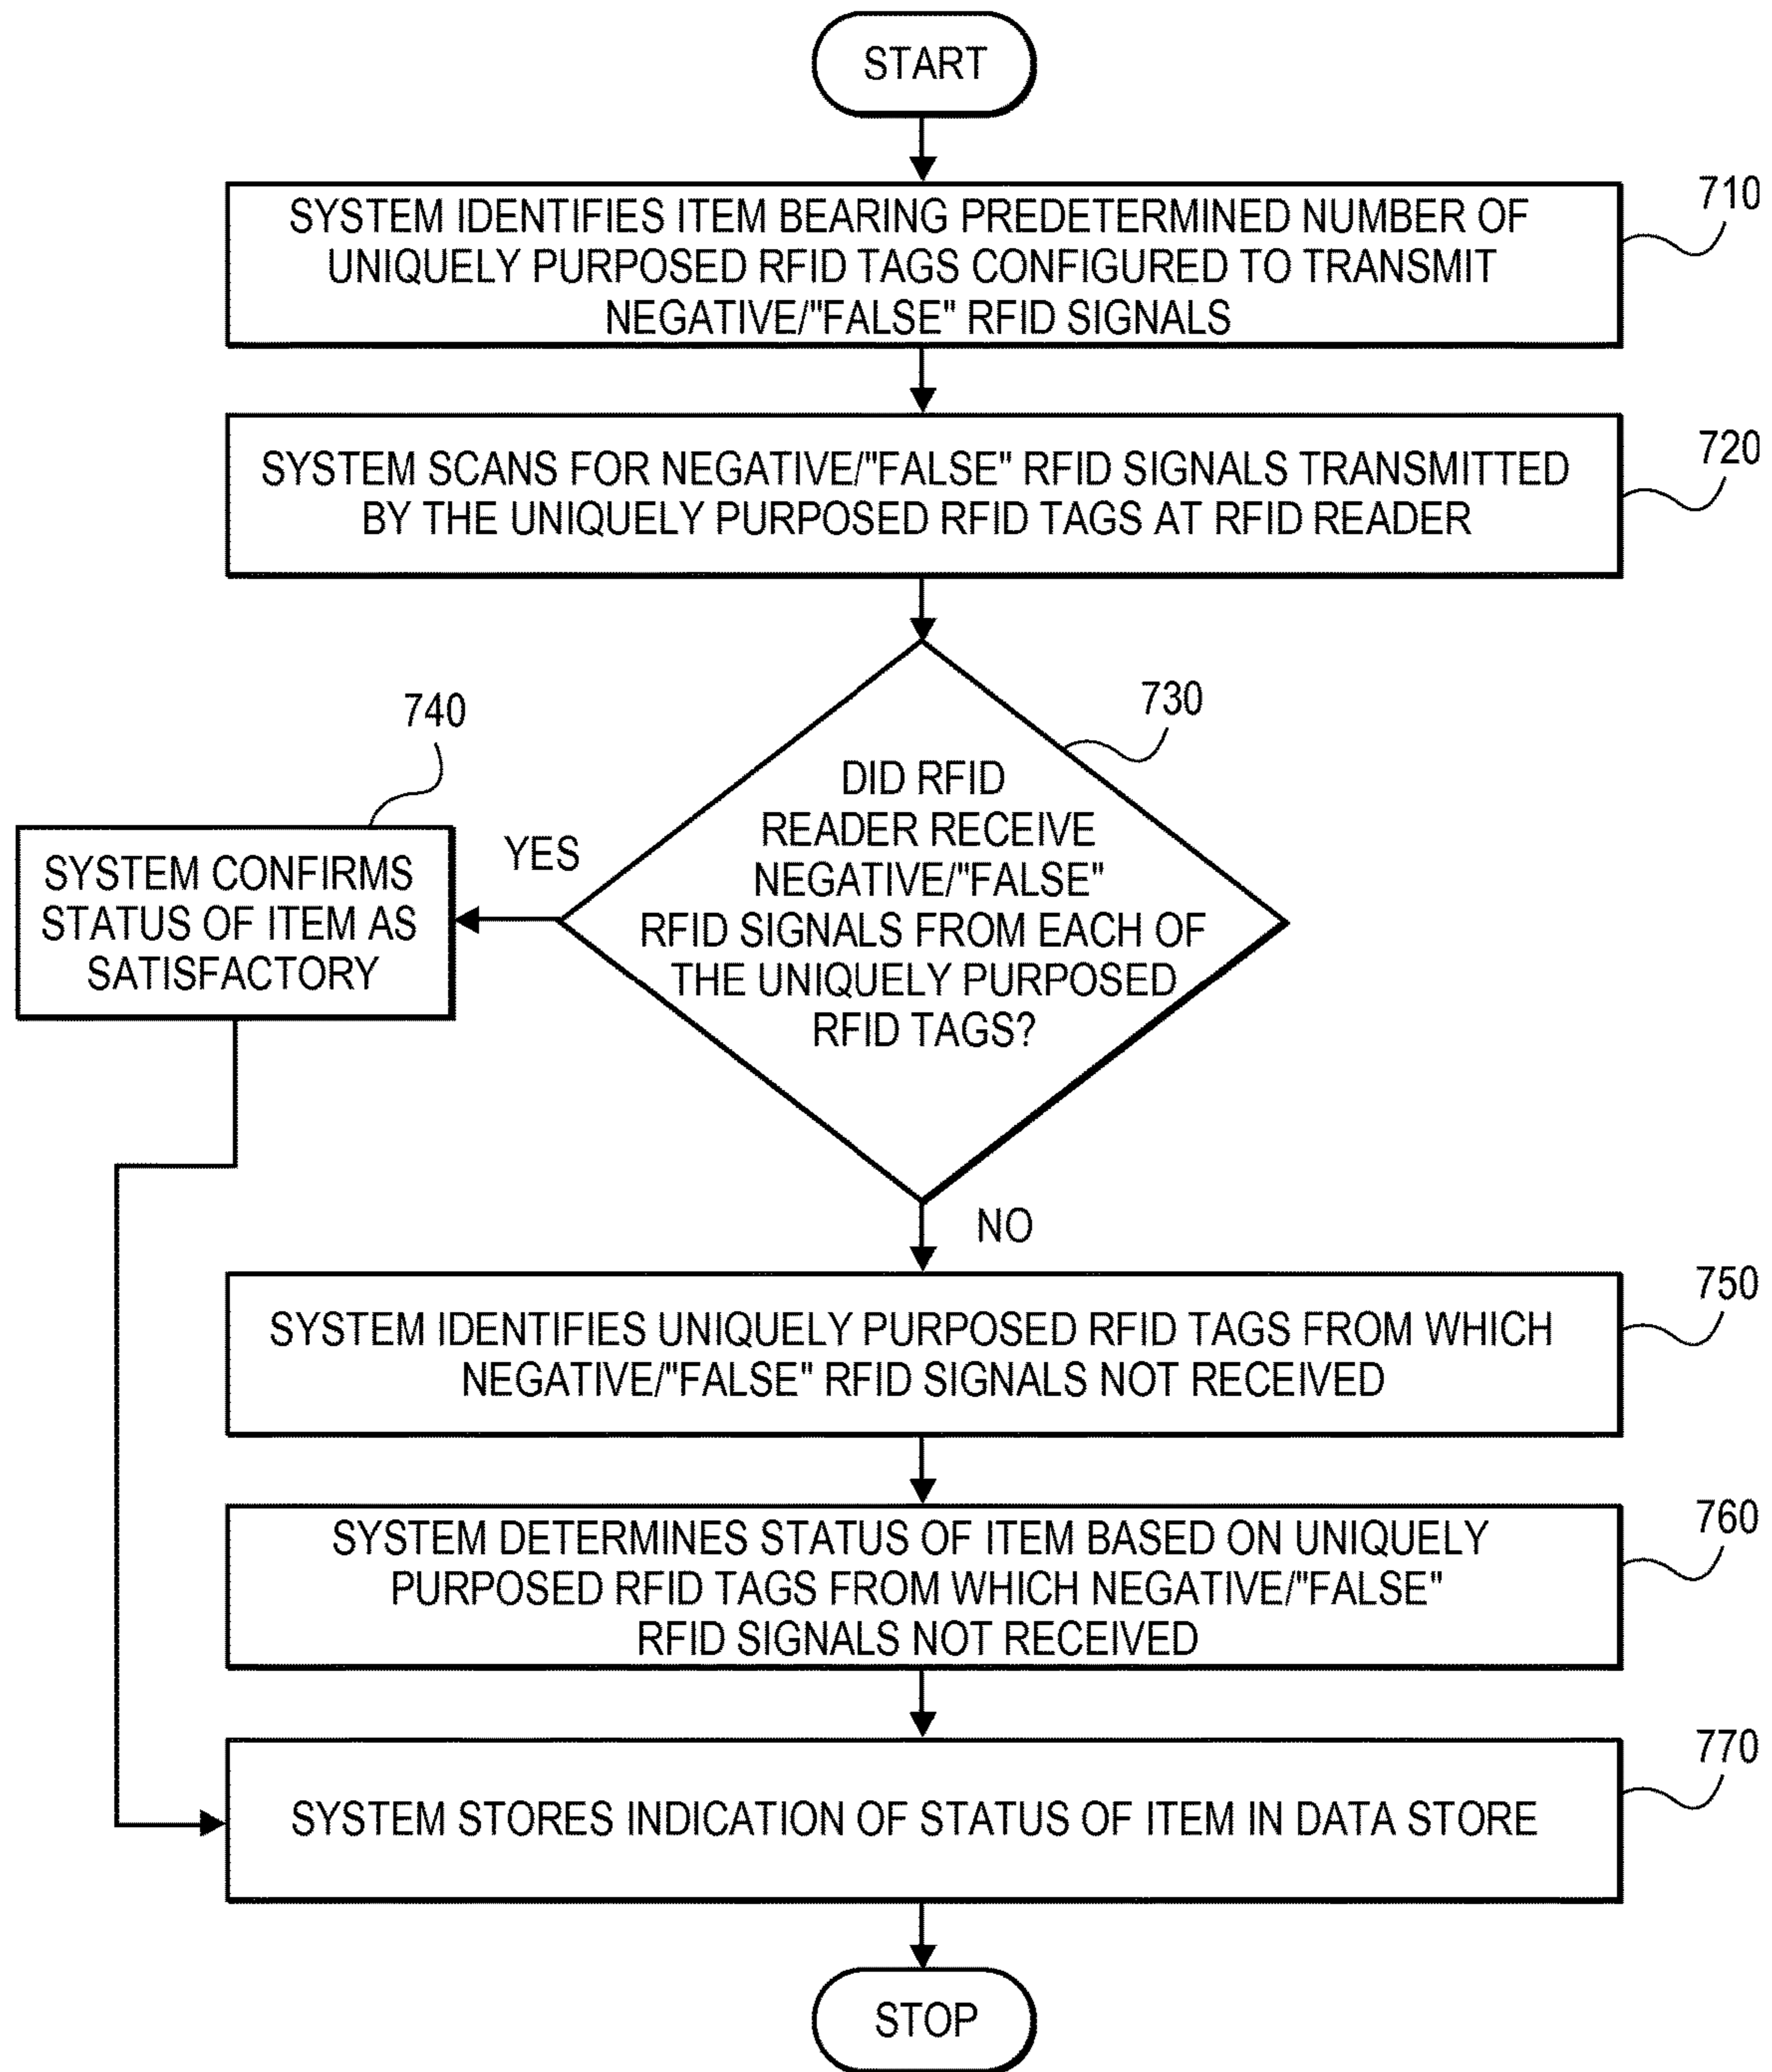 START
710
SYSTEM IDENTIFIES ITEM BEARING PREDETERMINED NUMBER OF
UNIQUELY PURPOSED RFID TAGS CONFIGURED TO TRANSMIT
NEGATIVE/"FALSE" RFID SIGNALS
720
SYSTEM SCANS FOR NEGATIVE/"FALSE" RFID SIGNALS TRANSMITTED
BY THE UNIQUELY PURPOSED RFID TAGS AT RFID READER
730
DID RFID
READER RECEIVE
NEGATIVE/"FALSE"
RFID SIGNALS FROM EACH OF
THE UNIQUELY PURPOSED
RFID TAGS?
YES
740
SYSTEM CONFIRMS
STATUS OF ITEM AS
SATISFACTORY
NO
750
SYSTEM IDENTIFIES UNIQUELY PURPOSED RFID TAGS FROM WHICH
NEGATIVE/"FALSE" RFID SIGNALS NOT RECEIVED
760
SYSTEM DETERMINES STATUS OF ITEM BASED ON UNIQUELY
PURPOSED RFID TAGS FROM WHICH NEGATIVE/"FALSE"
RFID SIGNALS NOT RECEIVED
770
SYSTEM STORES INDICATION OF STATUS OF ITEM IN DATA STORE
STOP